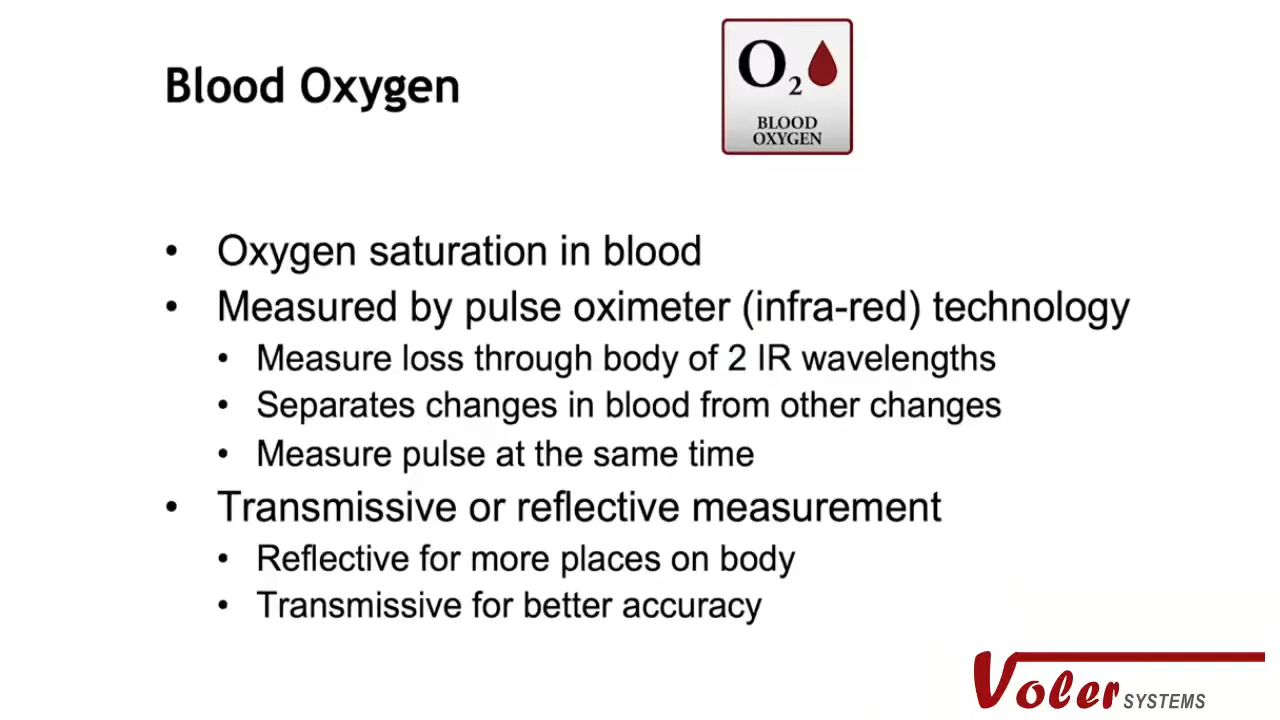 Blood Oxygen
O2
BLOOD
OXYGEN
• Oxygen saturation in blood
• Measured by pulse oximeter (infra-red) technology
• Measure loss through body of 2 IR wavelengths
• Separates changes in blood from other changes
• Measure pulse at the same time
• Transmissive or reflective measurement
• Reflective for more places on body
• Transmissive for better accuracy
Voler SYSTEMS